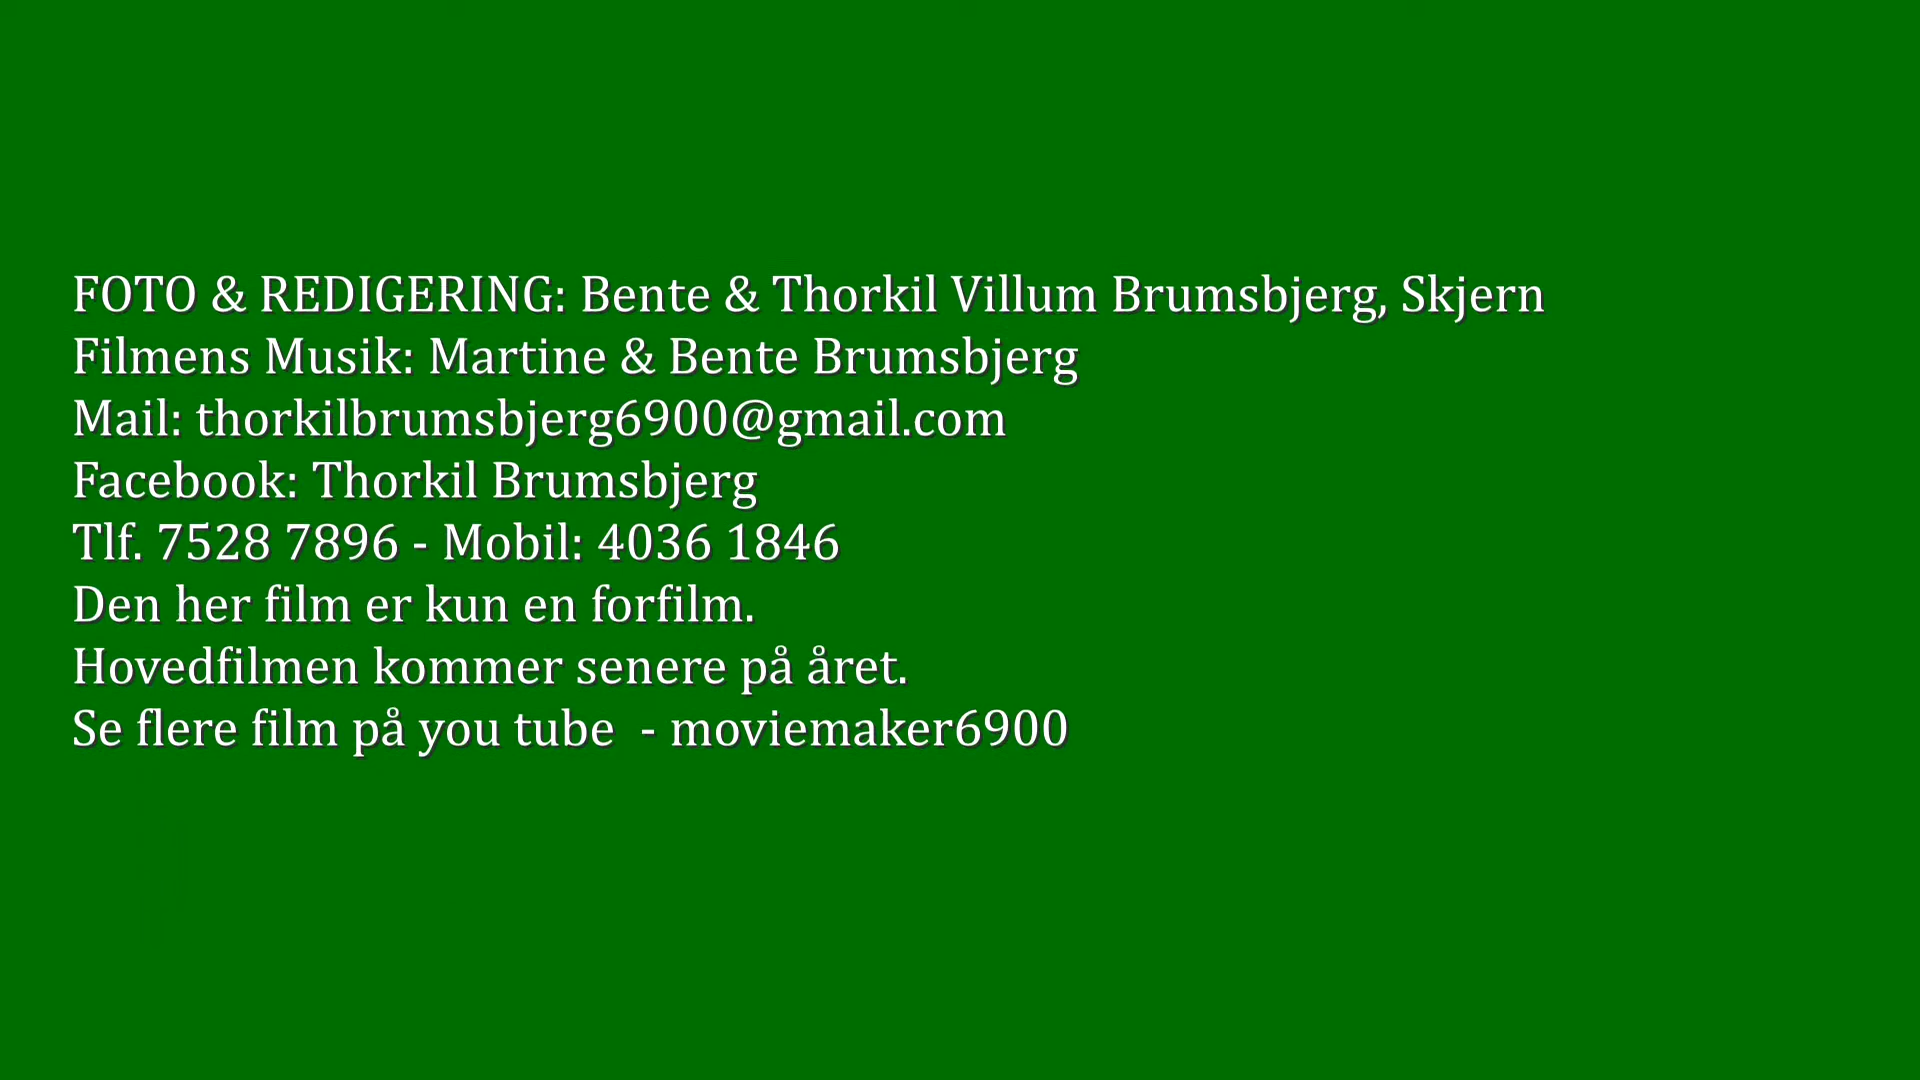 FOTO & REDIGERING: Bente & Thorkil Villum Brumsbjerg, Skjern
Filmens Musik: Martine & Bente Brumsbjerg
Mail: thorkilbrumsbjerg6900@gmail.com
Facebook: Thorkil Brumsbjerg
Tlf. 7528 7896 - Mobil: 4036 1846
Den her film er kun en forfilm.
Hovedfilmen kommer senere på året.
Se flere film på you tube  - moviemaker6900